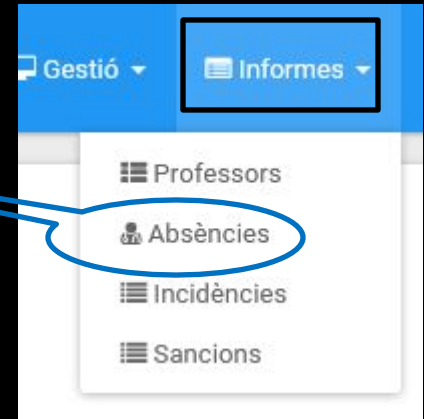 Gestió
Informes
Professors
Absències
Incidències
Sancions